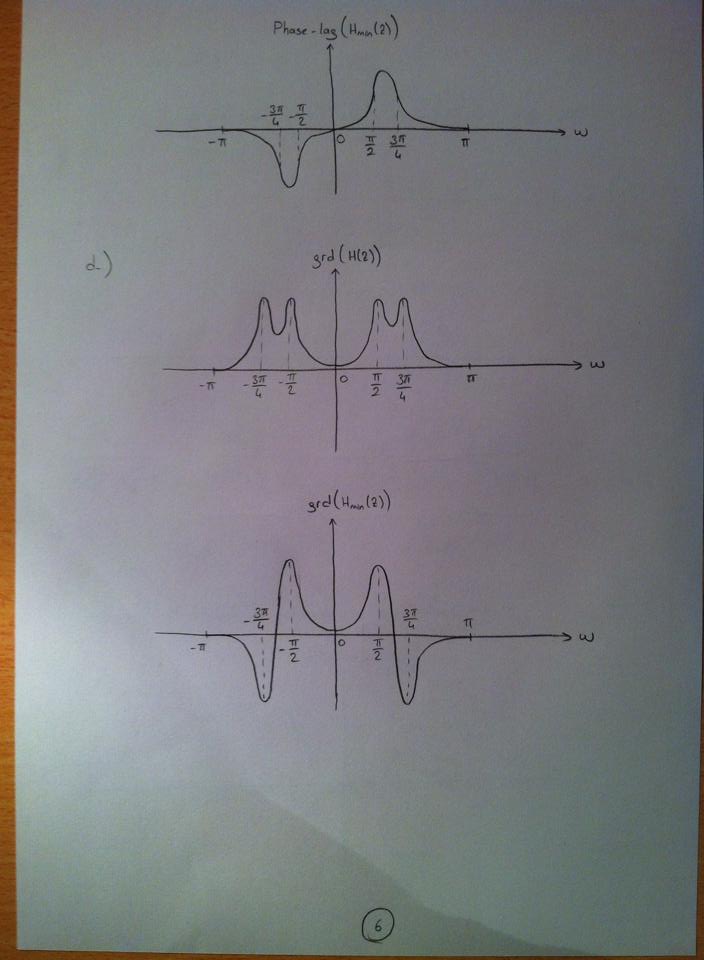 Phase-lag(Hmin(z))
-3π/4 -π/2
-π 0 π/2 3π/4 π ω
d.)
grd(H(z))
-π -3π/4 -π/2 0 π/2 3π/4 π ω
grd(Hmin(z))
-3π/4 3π/4 π
-π -π/2 0 π/2 ω
6